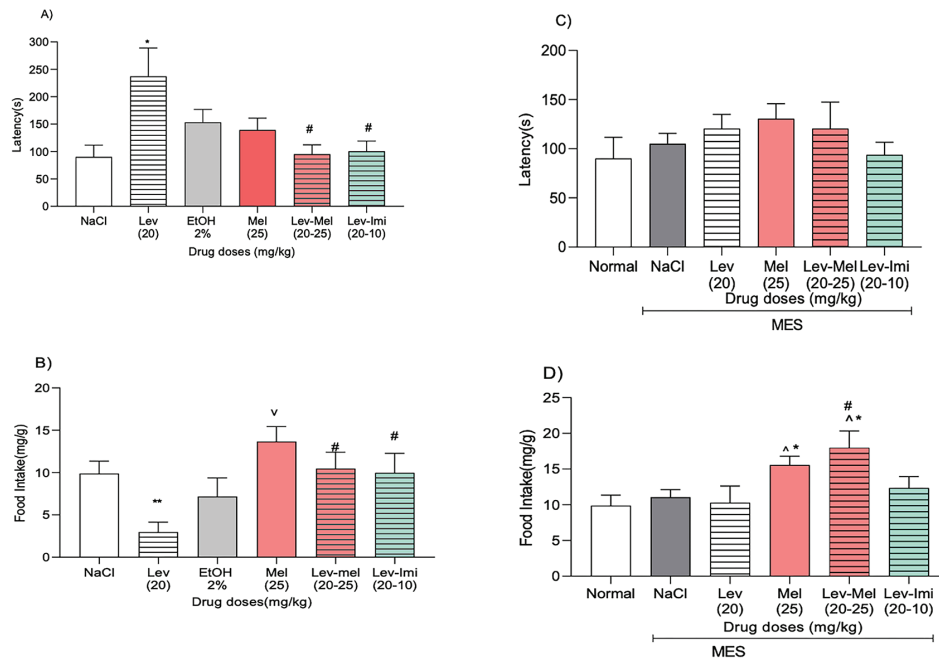 A)
300
250
200
150
100
50
0
Latency(s)
*
#
#
NaCl
Lev
(20)
EtOH
2%
Mel
(25)
Lev-Mel
(20-25)
Lev-Imi
(20-10)
Drug doses (mg/kg)
B)
20
15
10
5
0
Food Intake(mg/g)
**
v
#
#
NaCl
Lev
(20)
EtOH
2%
Mel
(25)
Lev-mel
(20-25)
Lev-Imi
(20-10)
Drug doses(mg/kg)
C)
200
150
100
50
0
Latency(s)
Normal
NaCl
Lev
(20)
Mel
(25)
Lev-Mel
(20-25)
Lev-Imi
(20-10)
Drug doses (mg/kg)
MES
D)
25
20
15
10
5
0
Food Intake(mg/g)
^ *
#
^ *
Normal
NaCl
Lev
(20)
Mel
(25)
Lev-Mel
(20-25)
Lev-Imi
(20-10)
Drug doses (mg/kg)
MES